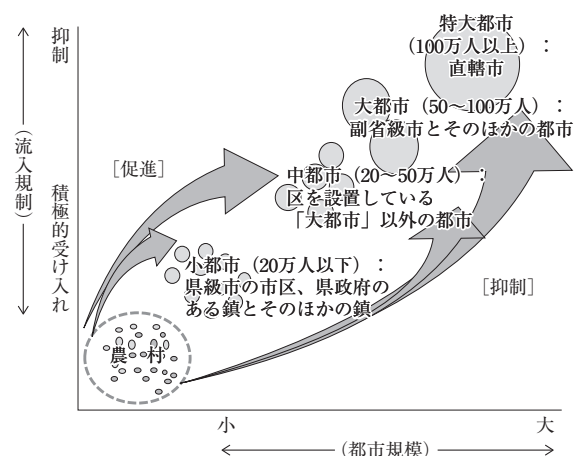 抑制
(流入規制)
積極的受け入れ
特大都市
(100万人以上)：
直轄市
大都市（50～100万人）：
副省級市とそのほかの都市
[促進]
中都市（20～50万人）：
区を設置している
「大都市」以外の都市
小都市（20万人以下）：
県級市の市区、県政府の
ある鎮とそのほかの鎮
[抑制]
農　村
小
大
(都市規模)